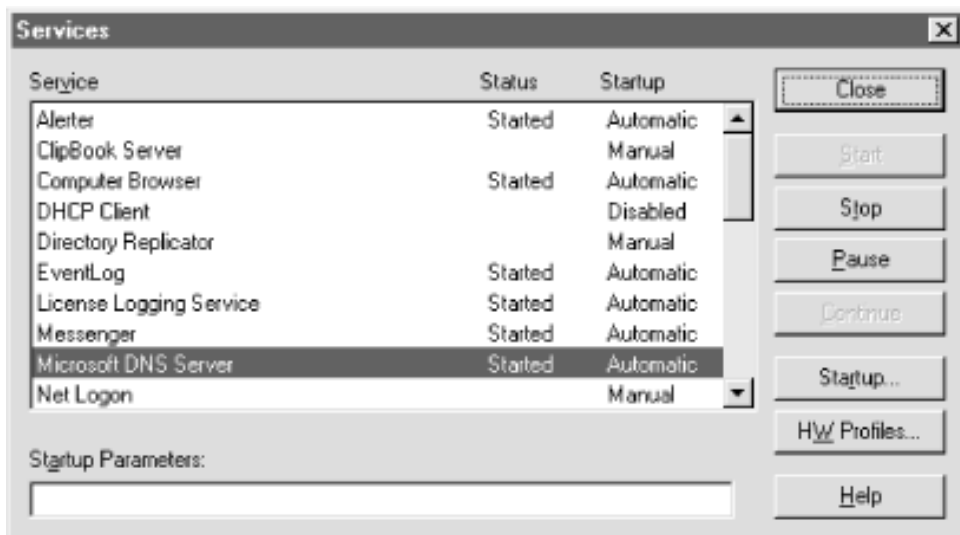 Services
Service Status Startup
Alerter Started Automatic
ClipBook Server Manual
Computer Browser Started Automatic
DHCP Client Disabled
Directory Replicator Manual
EventLog Started Automatic
License Logging Service Started Automatic
Messenger Started Automatic
Microsoft DNS Server Started Automatic
Net Logon Manual
Startup Parameters:
Close
Start
Stop
Pause
Continue
Startup...
HW Profiles...
Help